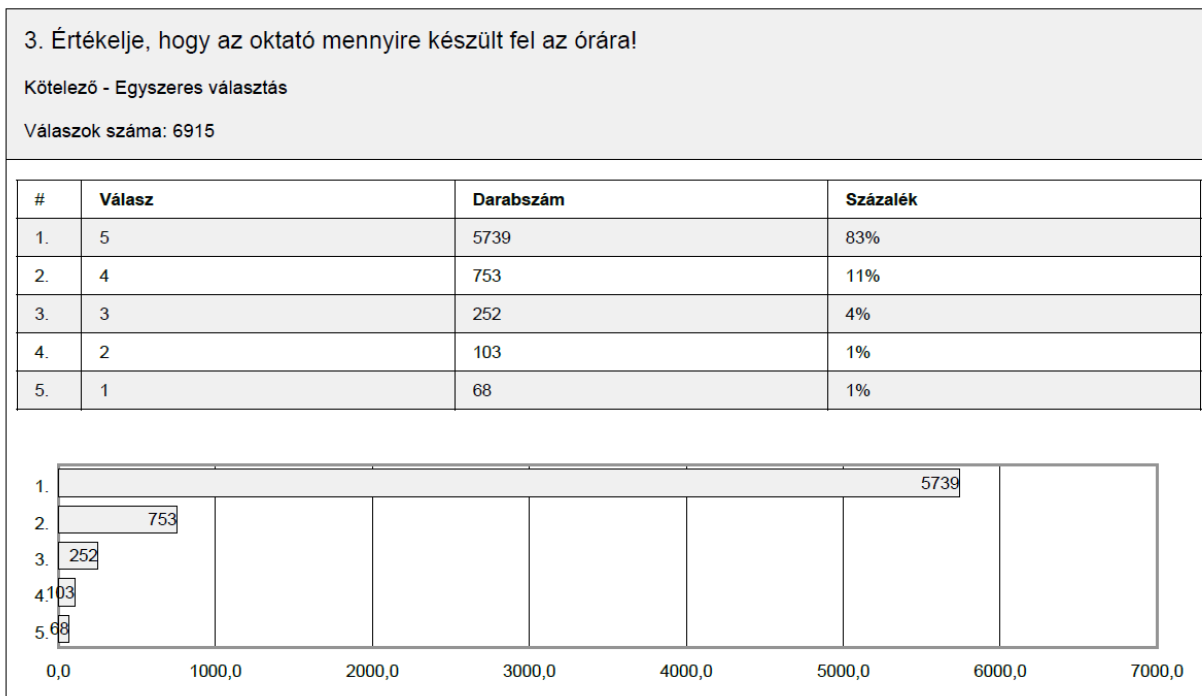 3. Értékelje, hogy az oktató mennyire készült fel az órára!
Kötelező - Egyszeres választás
Válaszok száma: 6915
# Válasz Darabszám Százalék
1. 5 5739 83%
2. 4 753 11%
3. 3 252 4%
4. 2 103 1%
5. 1 68 1%
1. 5739
2. 753
3. 252
4. 103
5. 68
0,0 1000,0 2000,0 3000,0 4000,0 5000,0 6000,0 7000,0